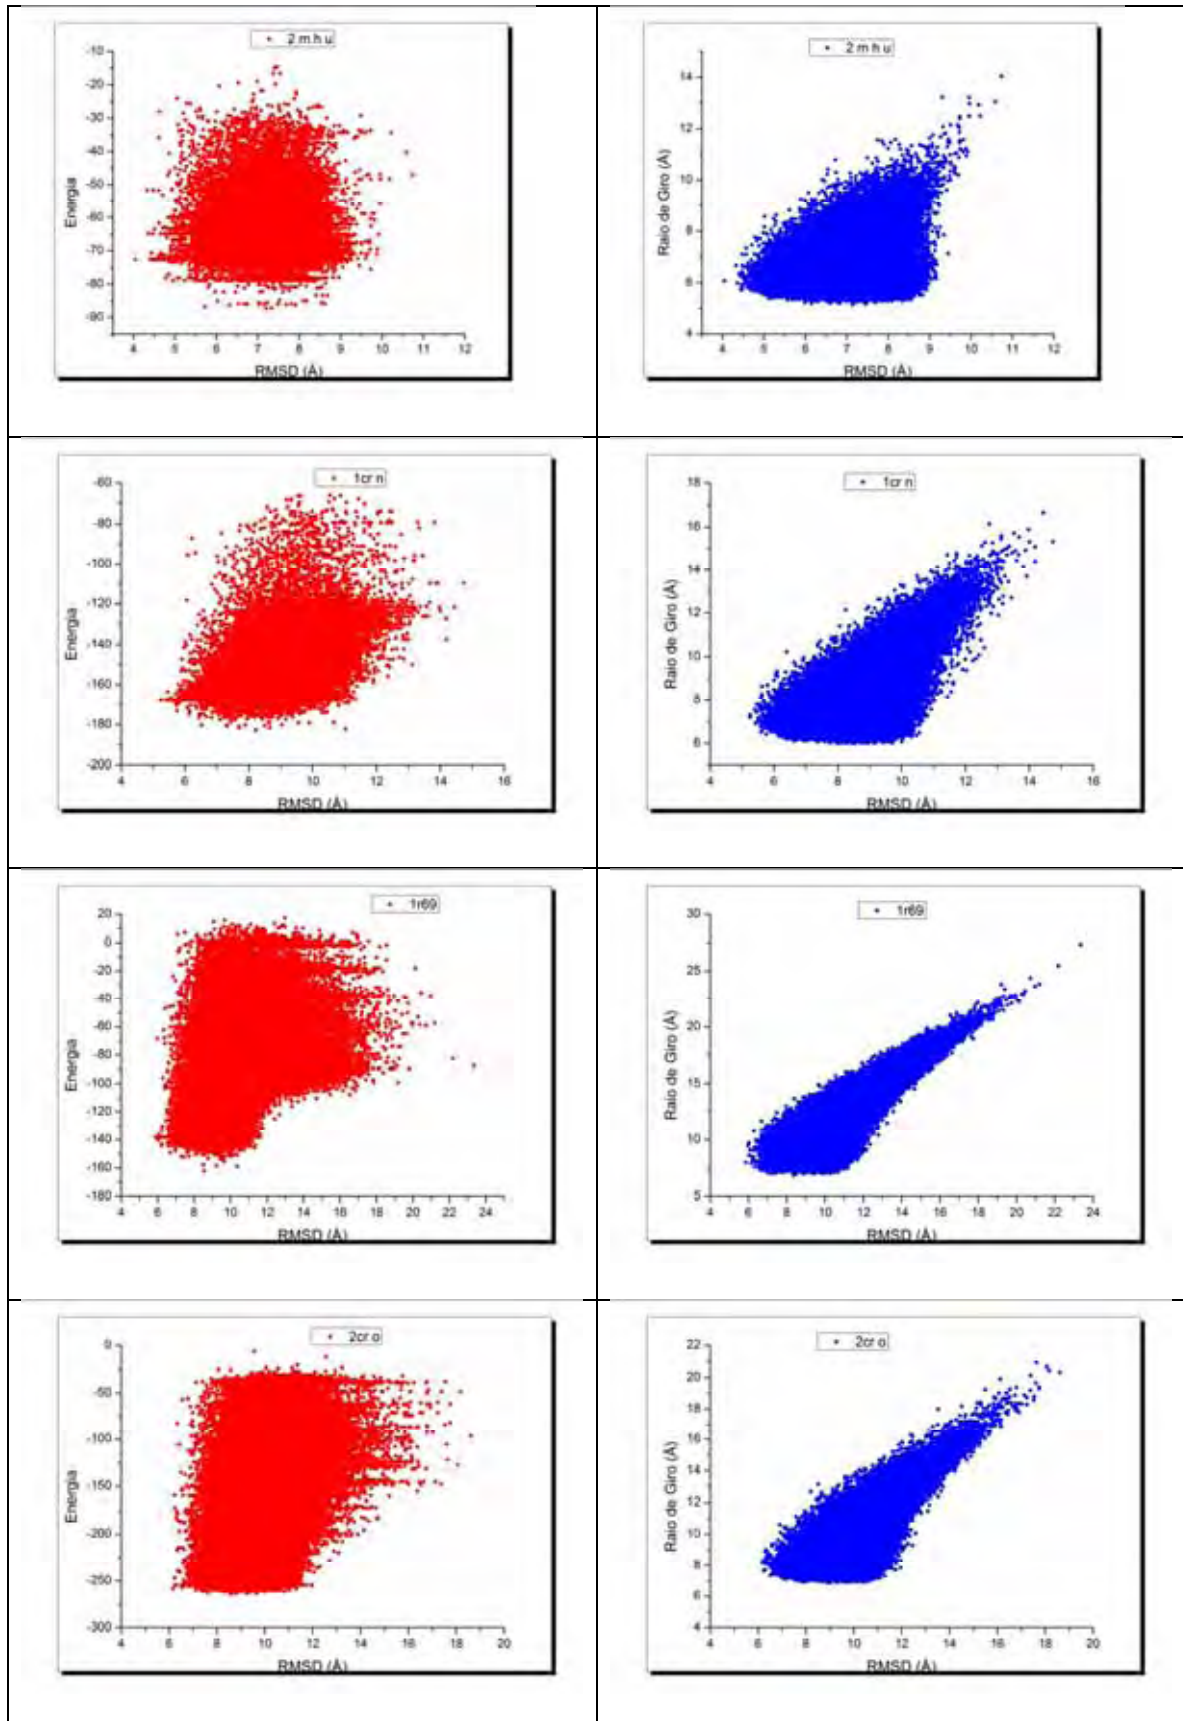 2 m h u
-10
-20
-30
-40
-50
-60
-70
-80
-90
Energia
4 5 6 7 8 9 10 11 12
RMSD (Å)
2 m h u
14
12
10
8
6
4
Raio de Giro (Å)
4 5 6 7 8 9 10 11 12
RMSD (Å)
1cr n
-60
-80
-100
-120
-140
-160
-180
-200
Energia
4 6 8 10 12 14 16
RMSD (Å)
1cr n
18
16
14
12
10
8
6
Raio de Giro (Å)
4 6 8 10 12 14 16
RMSD (Å)
1r69
20
0
-20
-40
-60
-80
-100
-120
-140
-160
-180
Energia
4 6 8 10 12 14 16 18 20 22 24
RMSD (Å)
1r69
30
25
20
15
10
5
Raio de Giro (Å)
4 6 8 10 12 14 16 18 20 22 24
RMSD (Å)
2cr o
0
-50
-100
-150
-200
-250
-300
Energia
4 6 8 10 12 14 16 18 20
RMSD (Å)
2cr o
22
20
18
16
14
12
10
8
6
4
Raio de Giro (Å)
4 6 8 10 12 14 16 18 20
RMSD (Å)